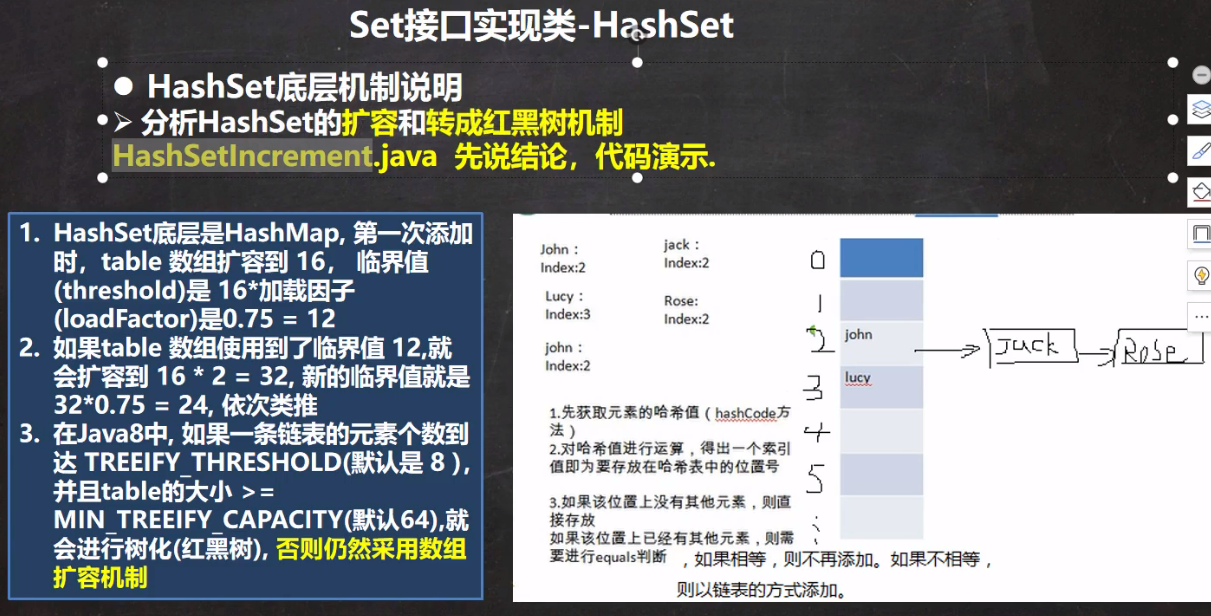 Set接口实现类-HashSet
● HashSet底层机制说明
➢ 分析HashSet的扩容和转成红黑树机制
HashSetIncrement.java 先说结论，代码演示.
1. HashSet底层是HashMap, 第一次添加
时，table 数组扩容到 16， 临界值
(threshold)是 16*加载因子
(loadFactor)是0.75 = 12
2. 如果table 数组使用到了临界值 12,就
会扩容到 16 * 2 = 32, 新的临界值就是
32*0.75 = 24, 依次类推
3. 在Java8中, 如果一条链表的元素个数到
达 TREEIFY_THRESHOLD(默认是 8 ),
并且table的大小 >=
MIN_TREEIFY_CAPACITY(默认64),就
会进行树化(红黑树), 否则仍然采用数组
扩容机制
John：
Index:2
jack：
Index:2
Lucy：
Index:3
Rose:
Index:2
john：
Index:2
0
1
2
john
Jack
Rose
3
lucy
4
5
1.先获取元素的哈希值（hashCode方
法）
2.对哈希值进行运算，得出一个索引
值即为要存放在哈希表中的位置号
3.如果该位置上没有其他元素，则直
接存放
如果该位置上已经有其他元素，则需
要进行equals判断 ，如果相等，则不再添加。如果不相等，
则以链表的方式添加。